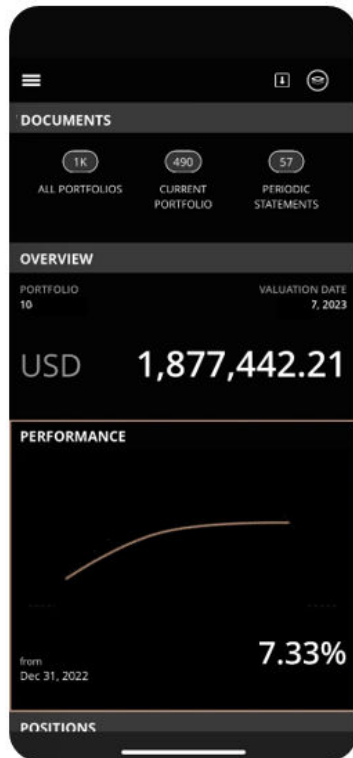 DOCUMENTS
1K
490
57
ALL PORTFOLIOS
CURRENT PORTFOLIO
PERIODIC STATEMENTS
OVERVIEW
PORTFOLIO
VALUATION DATE
10
7, 2023
USD
1,877,442.21
PERFORMANCE
7.33%
from
Dec 31, 2022
POSITIONS